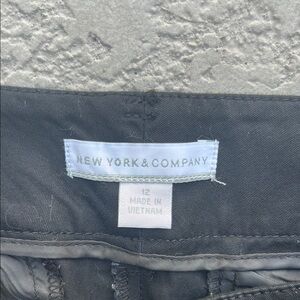 NEW YORK & COMPANY
12
MADE IN
VIETNAM